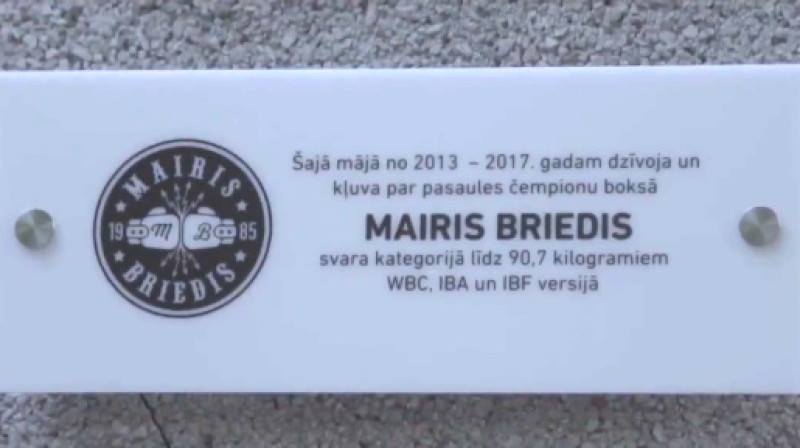 MAIRIS
19 M B 85
BRIEDIS
Šajā mājā no 2013 – 2017. gadam dzīvoja un
kļuva par pasaules čempionu boksā
MAIRIS BRIEDIS
svara kategorijā līdz 90,7 kilogramiem
WBC, IBA un IBF versijā